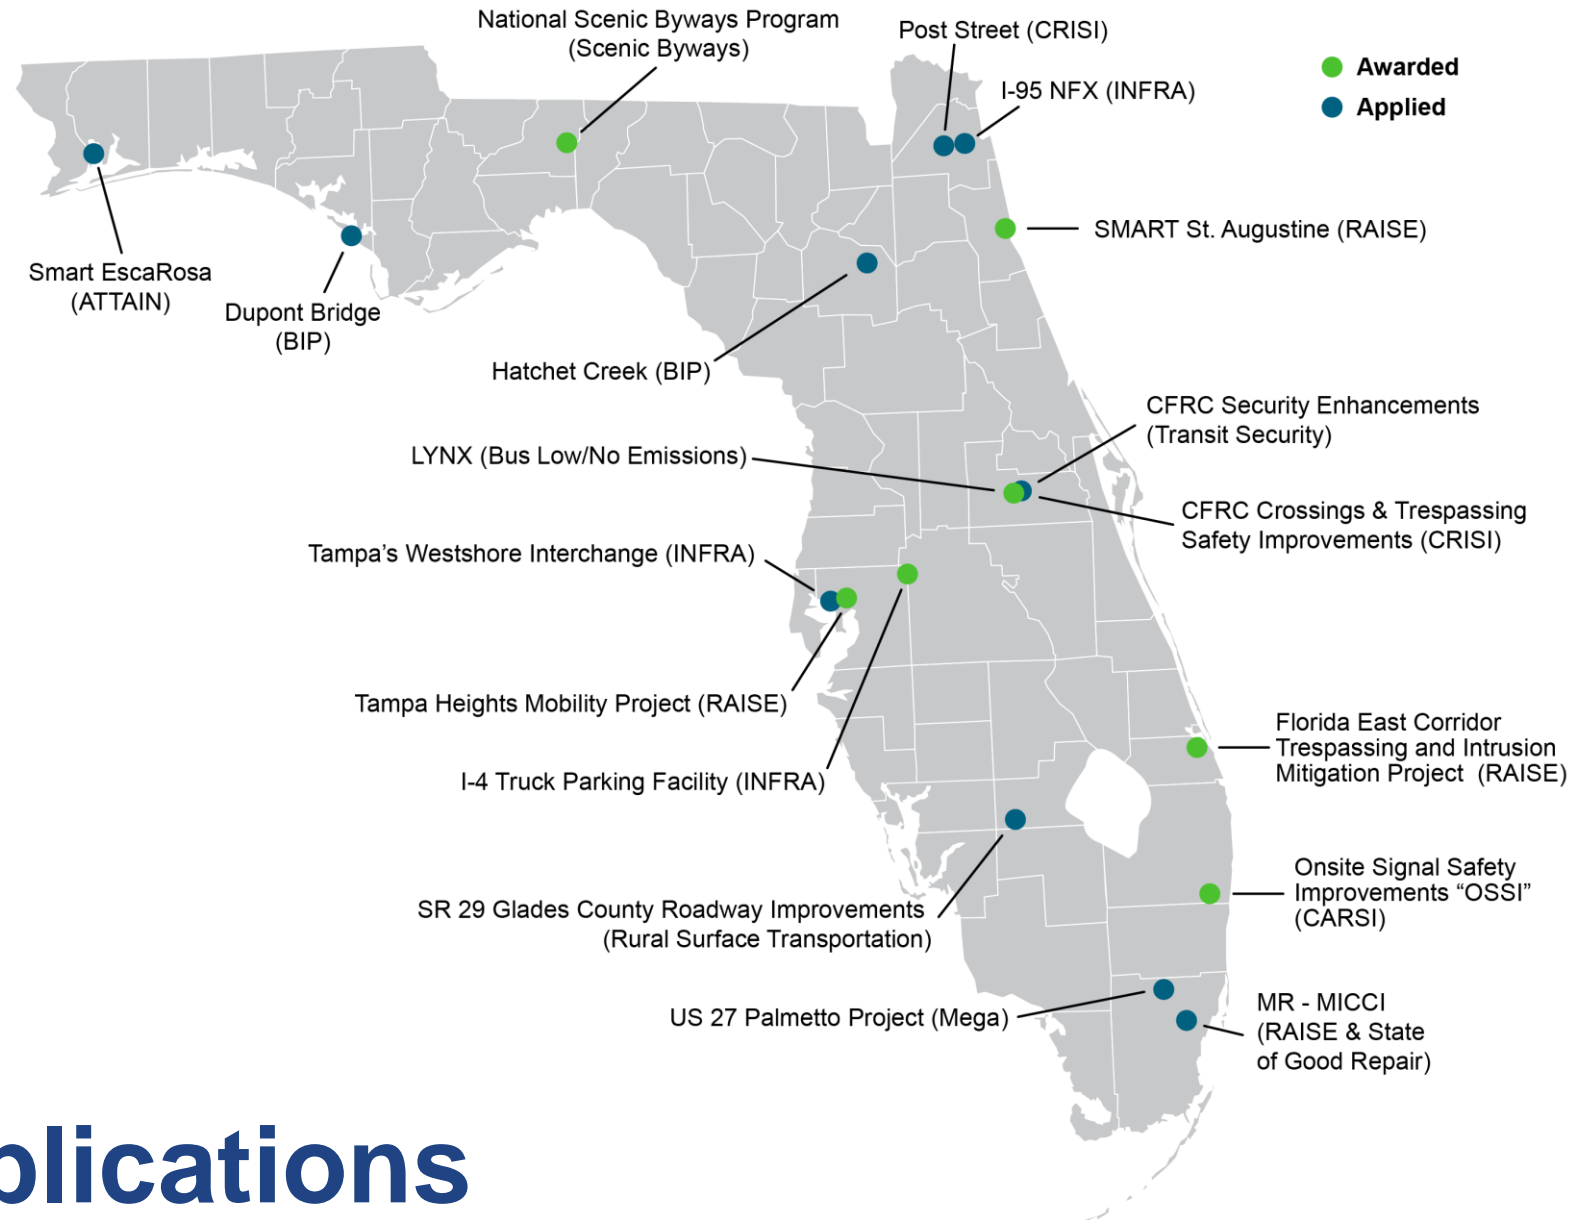 National Scenic Byways Program
(Scenic Byways)
Post Street (CRISI)
I-95 NFX (INFRA)
Awarded
Applied
SMART St. Augustine (RAISE)
Smart EscaRosa
(ATTAIN)
Dupont Bridge
(BIP)
Hatchet Creek (BIP)
CFRC Security Enhancements
(Transit Security)
LYNX (Bus Low/No Emissions)
CFRC Crossings & Trespassing
Safety Improvements (CRISI)
Tampa’s Westshore Interchange (INFRA)
Tampa Heights Mobility Project (RAISE)
I-4 Truck Parking Facility (INFRA)
Florida East Corridor
Trespassing and Intrusion
Mitigation Project (RAISE)
SR 29 Glades County Roadway Improvements
(Rural Surface Transportation)
Onsite Signal Safety
Improvements “OSSI”
(CARSI)
US 27 Palmetto Project (Mega)
MR - MICCI
(RAISE & State
of Good Repair)
plications